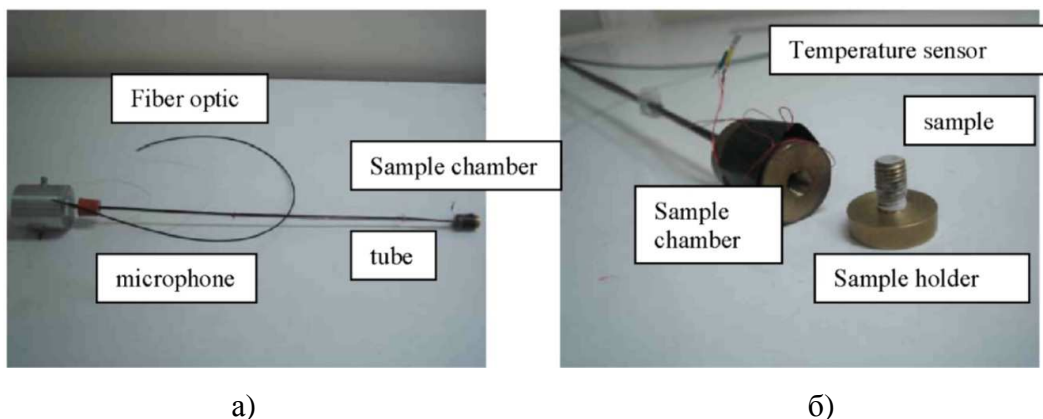 Fiber optic
Sample chamber
tube
microphone
Temperature sensor
sample
Sample
chamber
Sample holder
а)
б)